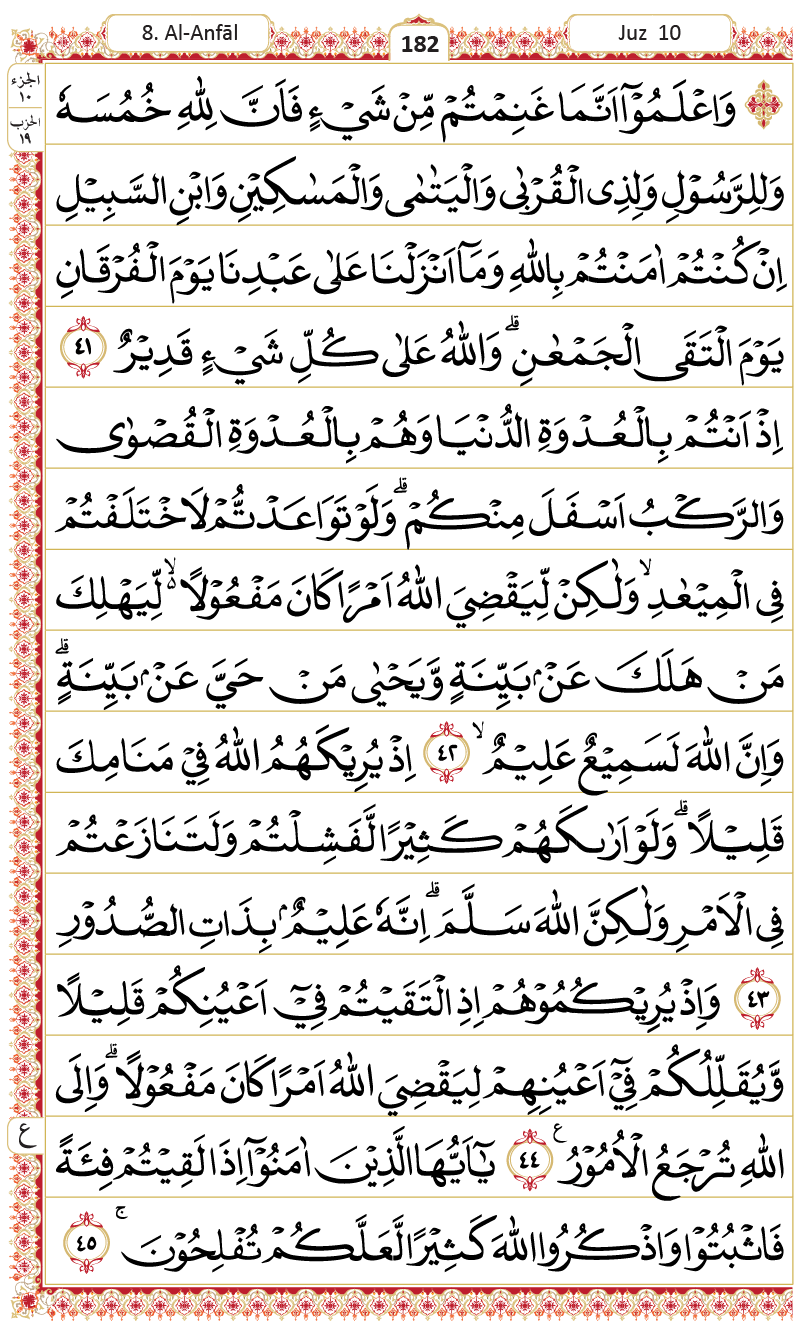 8. Al-Anfāl
182
Juz 10
الجزء
١٠
الحزب
١٩
وَاعْلَمُوْٓا اَنَّمَا غَنِمْتُمْ مِّنْ شَيْءٍ فَاَنَّ لِلّٰهِ خُمُسَهٗ
وَلِلرَّسُوْلِ وَلِذِى الْقُرْبٰى وَالْيَتٰمٰى وَالْمَسٰكِيْنِ وَابْنِ السَّبِيْلِ
اِنْ كُنْتُمْ اٰمَنْتُمْ بِاللّٰهِ وَمَآ اَنْزَلْنَا عَلٰى عَبْدِنَا يَوْمَ الْفُرْقَانِ
يَوْمَ الْتَقَى الْجَمْعٰنِ ۗ وَاللّٰهُ عَلٰى كُلِّ شَيْءٍ قَدِيْرٌ ٤١
اِذْ اَنْتُمْ بِالْعُدْوَةِ الدُّنْيَا وَهُمْ بِالْعُدْوَةِ الْقُصْوٰى
وَالرَّكْبُ اَسْفَلَ مِنْكُمْ ۗ وَلَوْ تَوَاعَدْتُّمْ لَاخْتَلَفْتُمْ
فِى الْمِيْعٰدِ ۙ وَلٰكِنْ لِّيَقْضِيَ اللّٰهُ اَمْرًا كَانَ مَفْعُوْلًا ەۙ لِّيَهْلِكَ
مَنْ هَلَكَ عَنْۢ بَيِّنَةٍ وَّيَحْيٰى مَنْ حَيَّ عَنْۢ بَيِّنَةٍ ۗ
وَاِنَّ اللّٰهَ لَسَمِيْعٌ عَلِيْمٌ ۙ ٤٢ اِذْ يُرِيْكَهُمُ اللّٰهُ فِيْ مَنَامِكَ
قَلِيْلًا ۗ وَلَوْ اَرٰىكَهُمْ كَثِيْرًا لَّفَشِلْتُمْ وَلَتَنَازَعْتُمْ
فِى الْاَمْرِ وَلٰكِنَّ اللّٰهَ سَلَّمَ ۗ اِنَّهٗ عَلِيْمٌۢ بِذَاتِ الصُّدُوْرِ
٤٣ وَاِذْ يُرِيْكُمُوْهُمْ اِذِ الْتَقَيْتُمْ فِيْٓ اَعْيُنِكُمْ قَلِيْلًا
وَّيُقَلِّلُكُمْ فِيْٓ اَعْيُنِهِمْ لِيَقْضِيَ اللّٰهُ اَمْرًا كَانَ مَفْعُوْلًا ۗ وَاِلَى
ع
اللّٰهِ تُرْجَعُ الْاُمُوْرُ ࣖ ٤٤ يٰٓاَيُّهَا الَّذِيْنَ اٰمَنُوْٓا اِذَا لَقِيْتُمْ فِئَةً
فَاثْبُتُوْا وَاذْكُرُوا اللّٰهَ كَثِيْرًا لَّعَلَّكُمْ تُفْلِحُوْنَ ۚ ٤٥